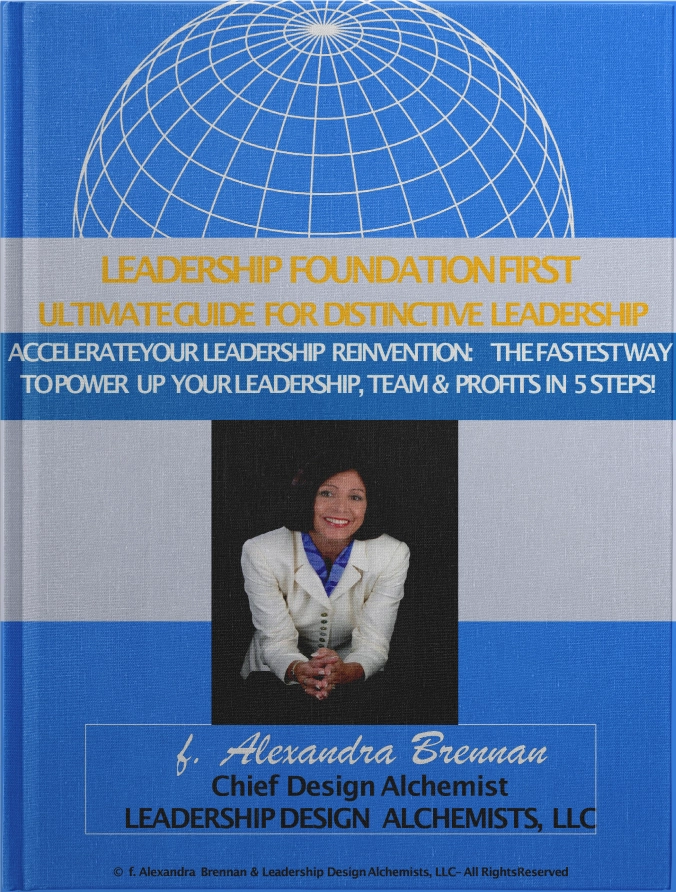 LEADERSHIP FOUNDATION FIRST
ULTIMATE GUIDE FOR DISTINCTIVE LEADERSHIP
ACCELERATE YOUR LEADERSHIP REINVENTION: THE FASTEST WAY
TO POWER UP YOUR LEADERSHIP, TEAM & PROFITS IN 5 STEPS!
f. Alexandra Brennan
Chief Design Alchemist
LEADERSHIP DESIGN ALCHEMISTS, LLC
© f. Alexandra Brennan & Leadership Design Alchemists, LLC– All Rights Reserved